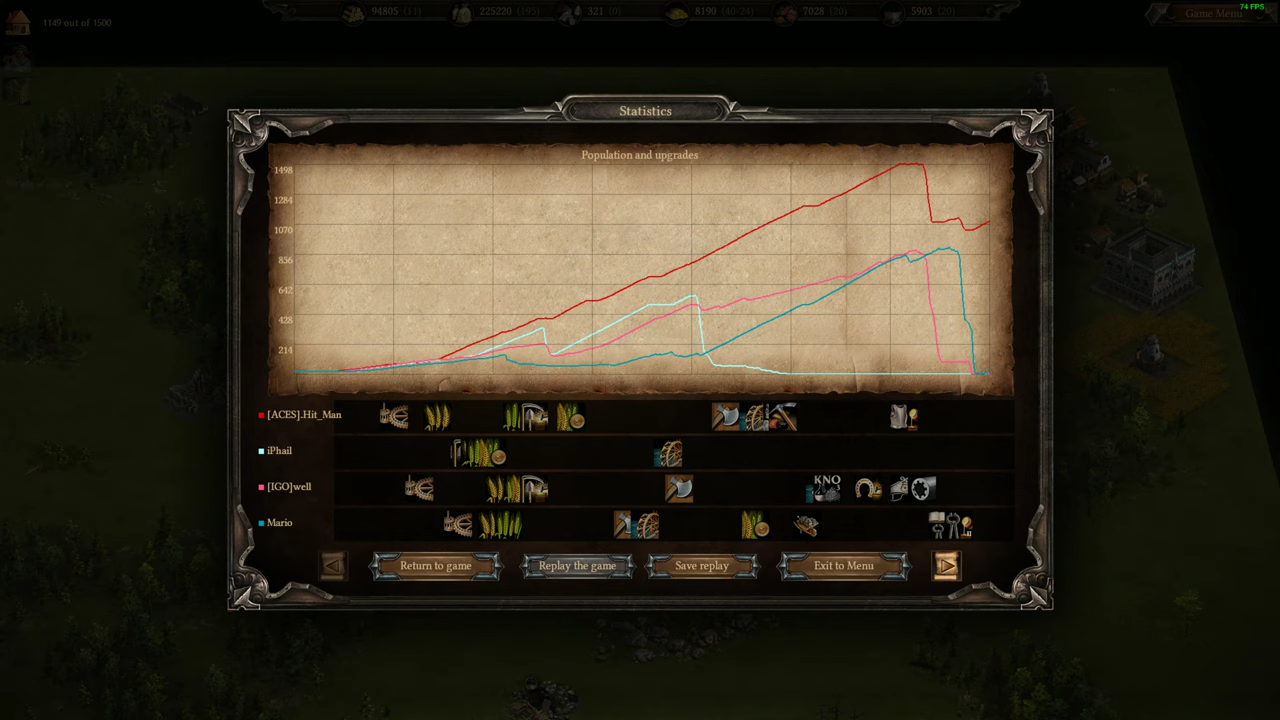 74 FPS
94805 (11) 225220 (195) 321 (0) 8190 (40-24) 7028 (20) 5903 (20) Game Menu
1149 out of 1500
Statistics
Population and upgrades
1498
1284
1070
856
642
428
214
[ACES].Hit_Man
iPhail
[IGO]well
KNO3
Mario
Return to game Replay the game Save replay Exit to Menu